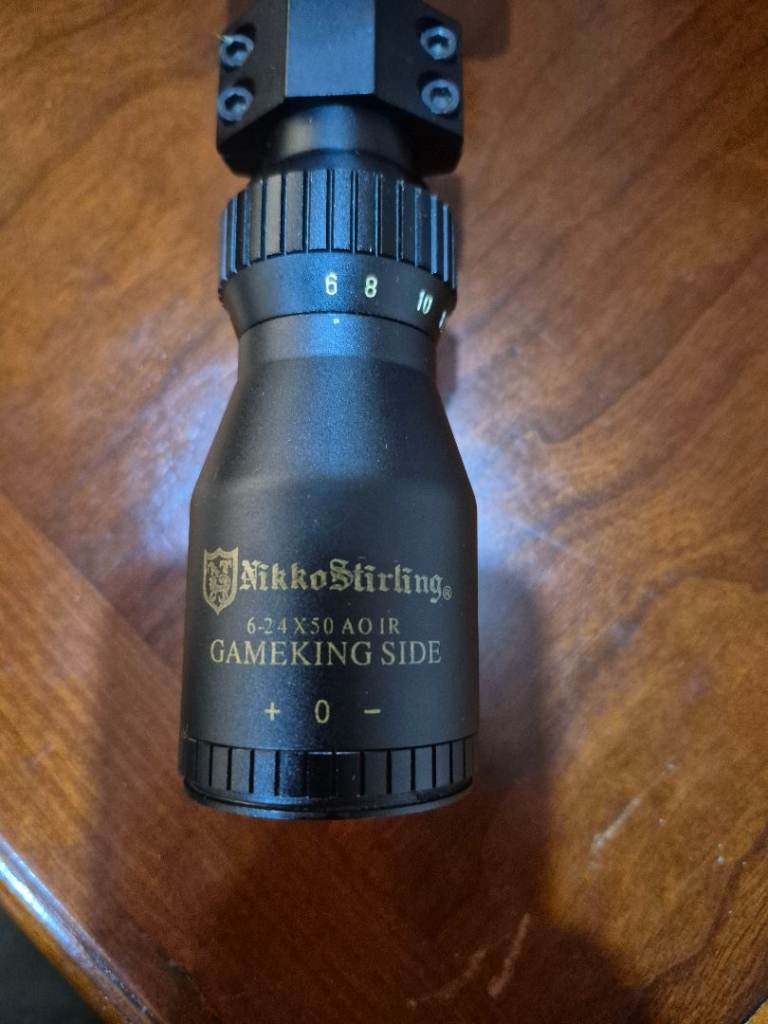 6 8 10
NikkoStirling®
6-24X50 AO IR
GAMEKING SIDE
+ 0 -